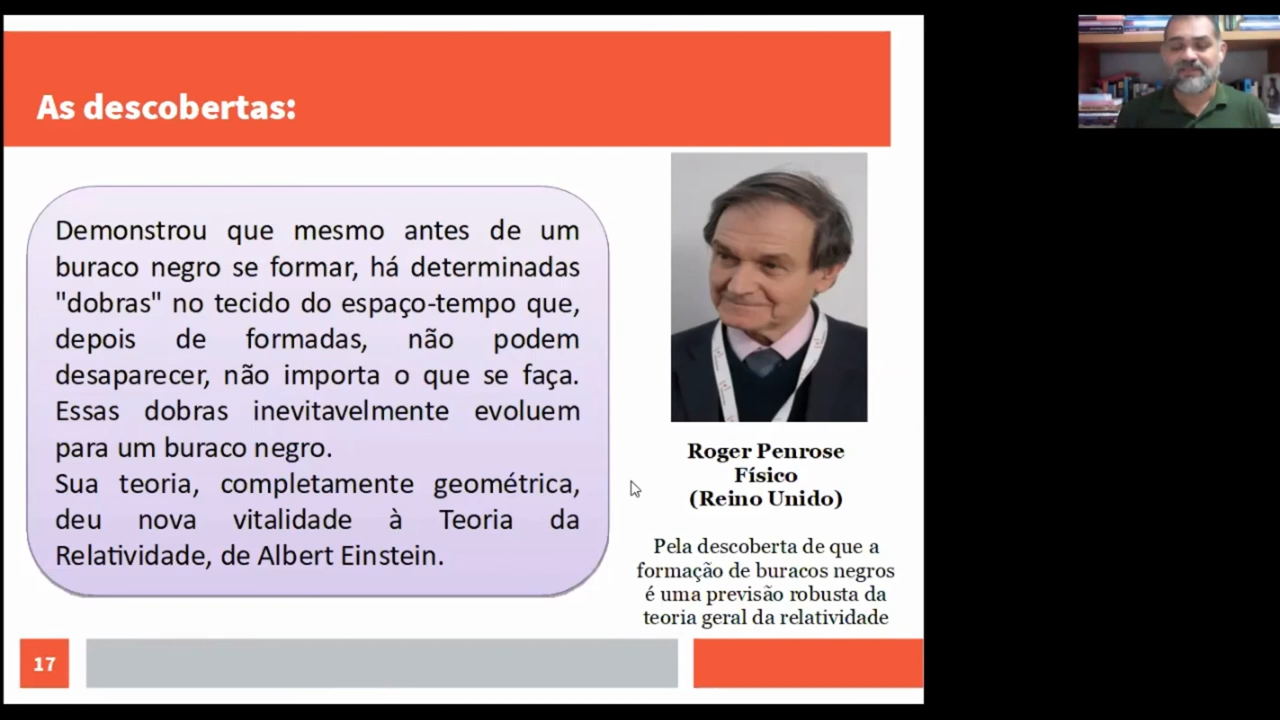 As descobertas:
Demonstrou que mesmo antes de um
buraco negro se formar, há determinadas
"dobras" no tecido do espaço-tempo que,
depois de formadas, não podem
desaparecer, não importa o que se faça.
Essas dobras inevitavelmente evoluem
para um buraco negro.
Sua teoria, completamente geométrica,
deu nova vitalidade à Teoria da
Relatividade, de Albert Einstein.
Roger Penrose
Físico
(Reino Unido)
Pela descoberta de que a
formação de buracos negros
é uma previsão robusta da
teoria geral da relatividade
17